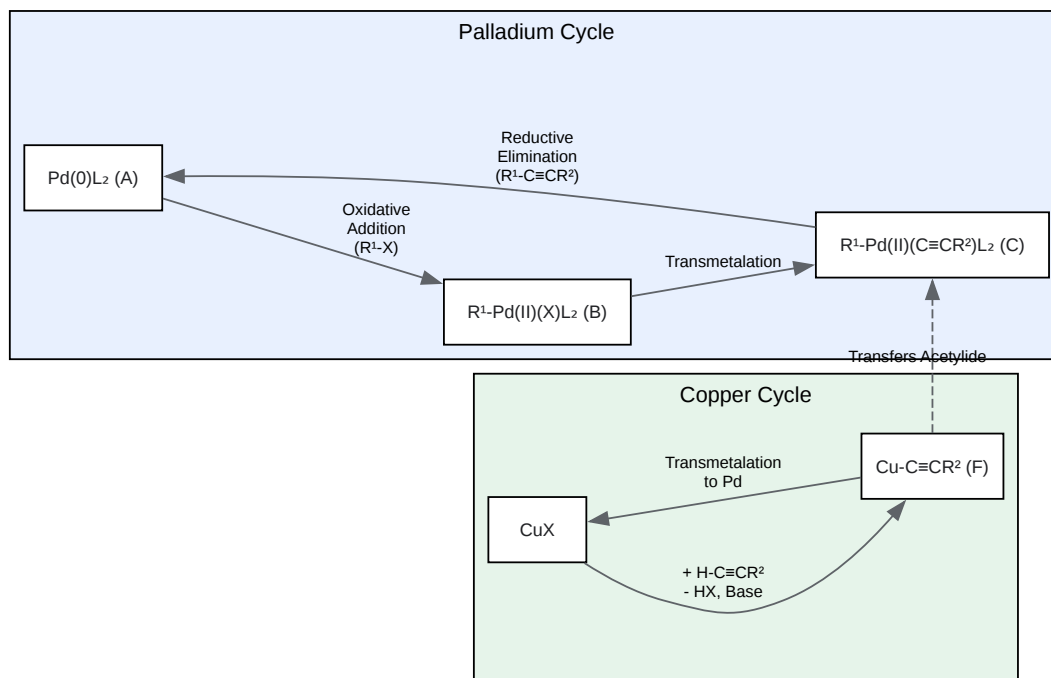 Palladium Cycle
Reductive
Elimination
(R¹-C≡CR²)
Pd(0)L₂ (A)
Oxidative
Addition
(R¹-X)
R¹-Pd(II)(C≡CR²)L₂ (C)
Transmetalation
R¹-Pd(II)(X)L₂ (B)
Transfers Acetylide
Copper Cycle
Transmetalation
to Pd
Cu-C≡CR² (F)
CuX
+ H-C≡CR²
- HX, Base